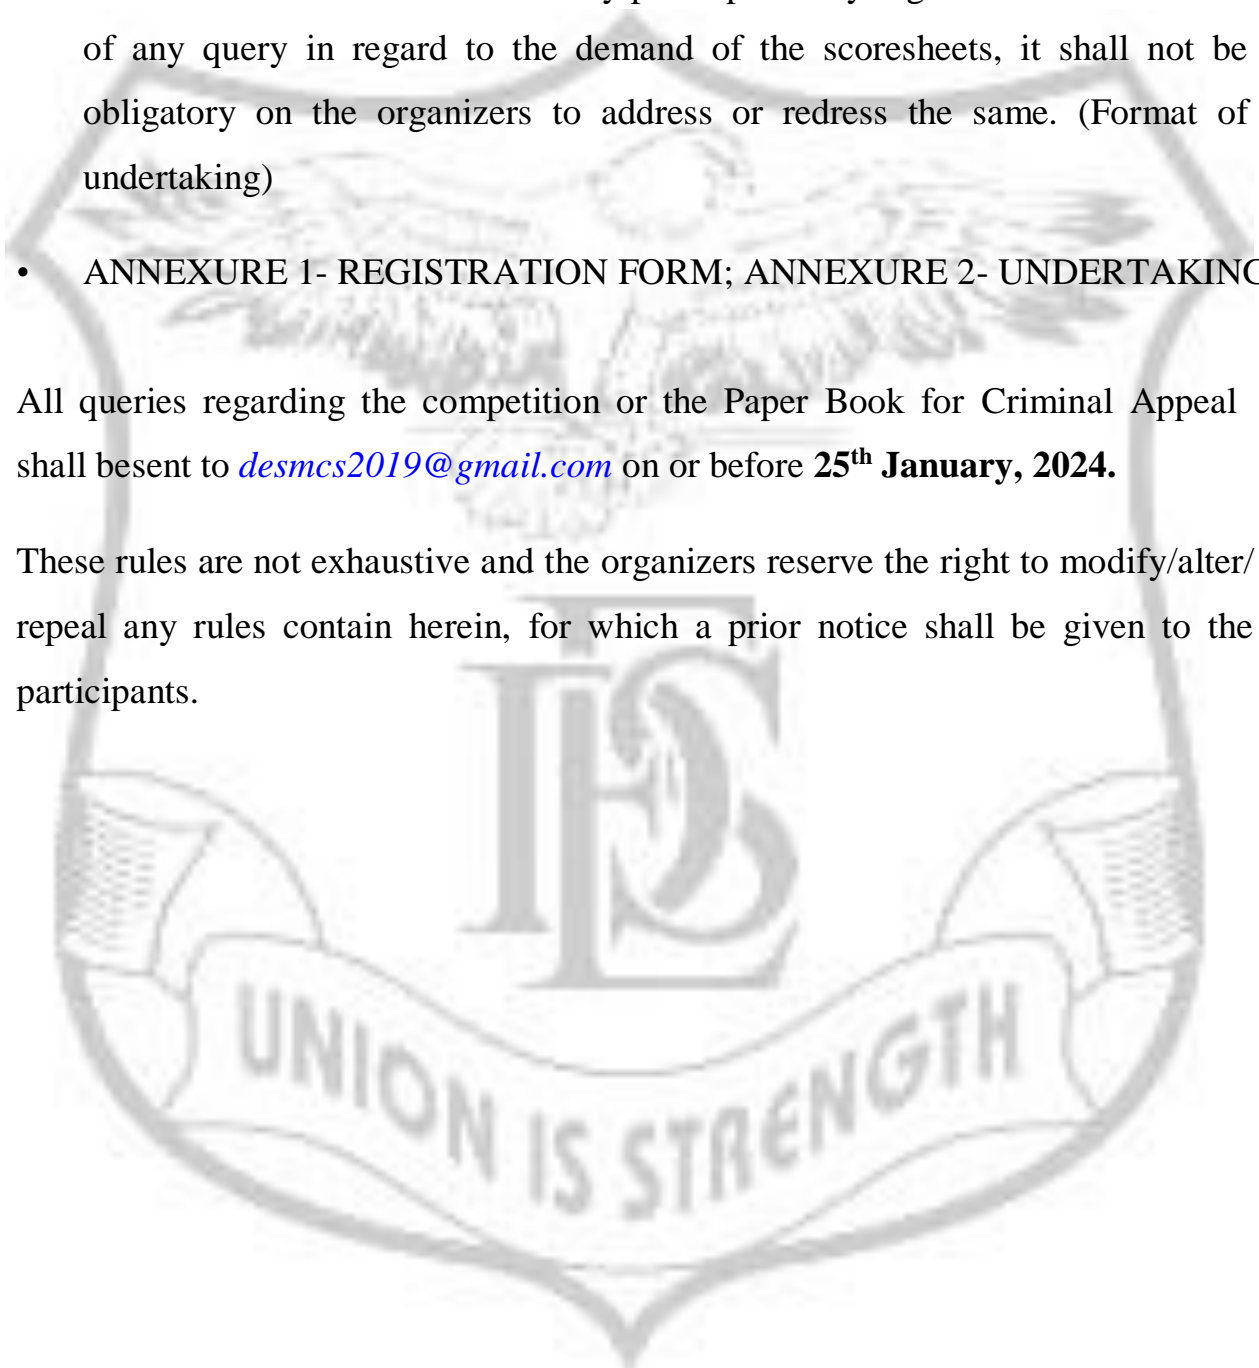 of any query in regard to the demand of the scoresheets, it shall not be
obligatory on the organizers to address or redress the same. (Format of
undertaking)
• ANNEXURE 1- REGISTRATION FORM; ANNEXURE 2- UNDERTAKING
All queries regarding the competition or the Paper Book for Criminal Appeal
shall besent to desmcs2019@gmail.com on or before 25th January, 2024.
These rules are not exhaustive and the organizers reserve the right to modify/alter/
repeal any rules contain herein, for which a prior notice shall be given to the
participants.
DES
UNION IS STRENGTH